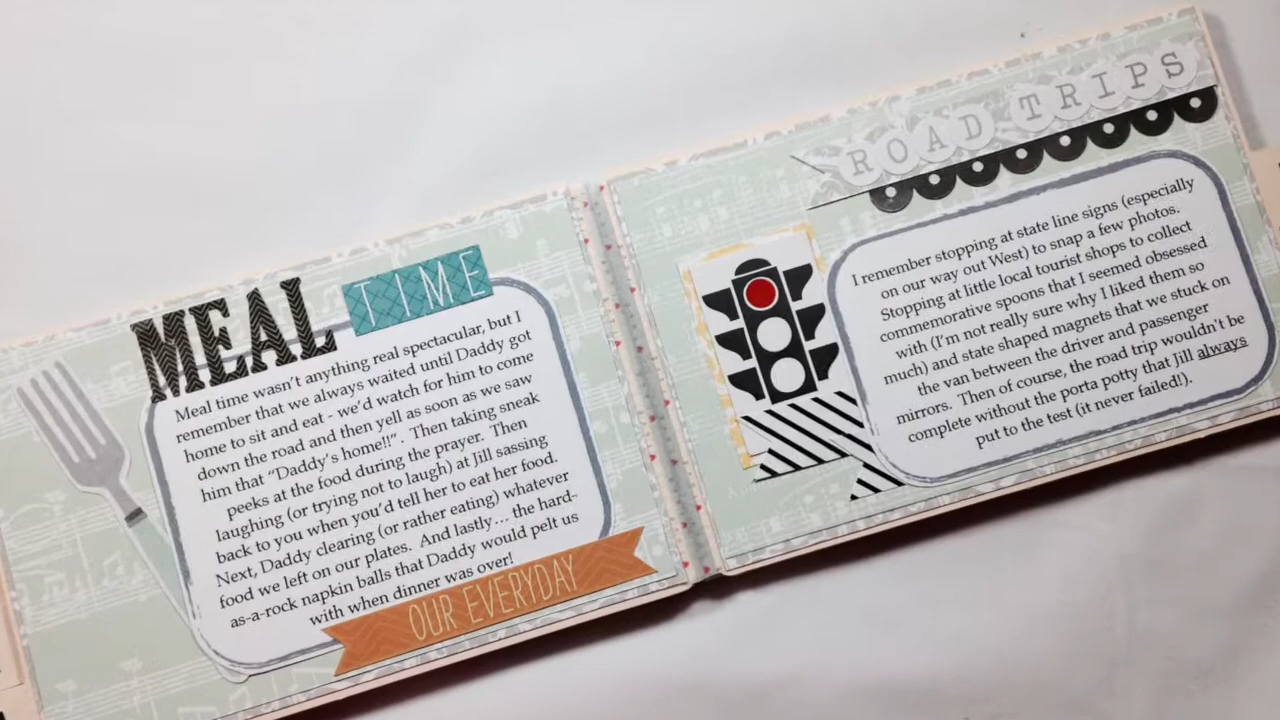 MEAL TIME
Meal time wasn't anything real spectacular, but I
remember that we always waited until Daddy got
home to sit and eat - we'd watch for him to come
down the road and then yell as soon as we saw
him that "Daddy's home!!" . Then taking sneak
peeks at the food during the prayer. Then
laughing (or trying not to laugh) at Jill sassing
back to you when you'd tell her to eat her food.
Next, Daddy clearing (or rather eating) whatever
food we left on our plates. And lastly… the hard-
as-a-rock napkin balls that Daddy would pelt us
with when dinner was over!
OUR EVERYDAY
ROAD TRIPS
I remember stopping at state line signs (especially
on our way out West) to snap a few photos.
Stopping at little local tourist shops to collect
commemorative spoons that I seemed obsessed
with (I'm not really sure why I liked them so
much) and state shaped magnets that we stuck on
the van between the driver and passenger
mirrors. Then of course, the road trip wouldn't be
complete without the porta potty that Jill always
put to the test (it never failed!).